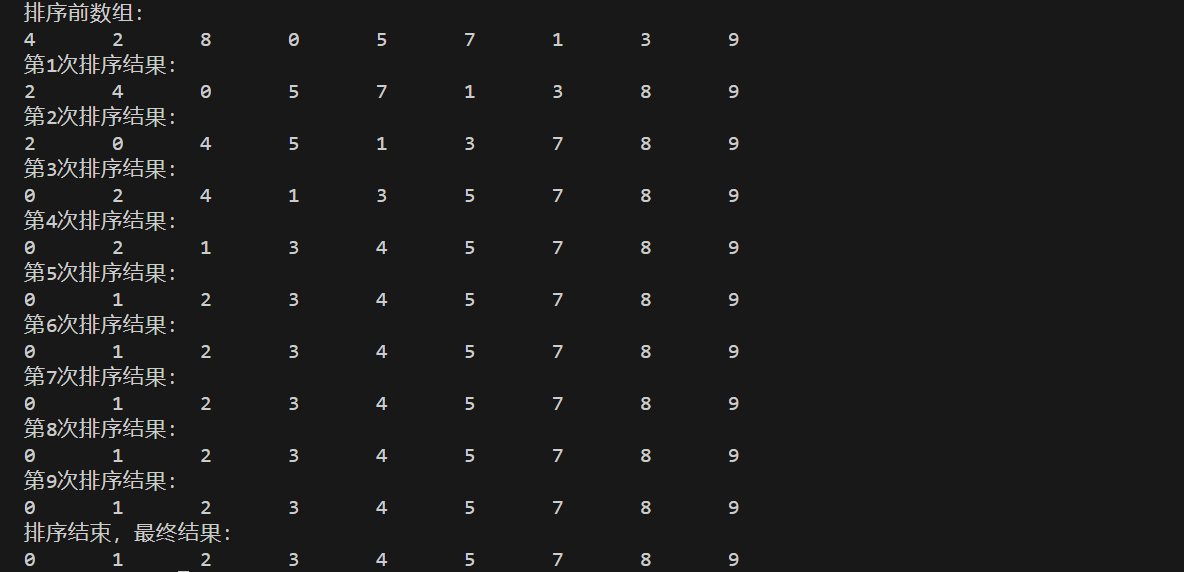 排序前数组:
4 2 8 0 5 7 1 3 9
第1次排序结果:
2 4 0 5 7 1 3 8 9
第2次排序结果:
2 0 4 5 1 3 7 8 9
第3次排序结果:
0 2 4 1 3 5 7 8 9
第4次排序结果:
0 2 1 3 4 5 7 8 9
第5次排序结果:
0 1 2 3 4 5 7 8 9
第6次排序结果:
0 1 2 3 4 5 7 8 9
第7次排序结果:
0 1 2 3 4 5 7 8 9
第8次排序结果:
0 1 2 3 4 5 7 8 9
第9次排序结果:
0 1 2 3 4 5 7 8 9
排序结束，最终结果:
0 1 2 3 4 5 7 8 9